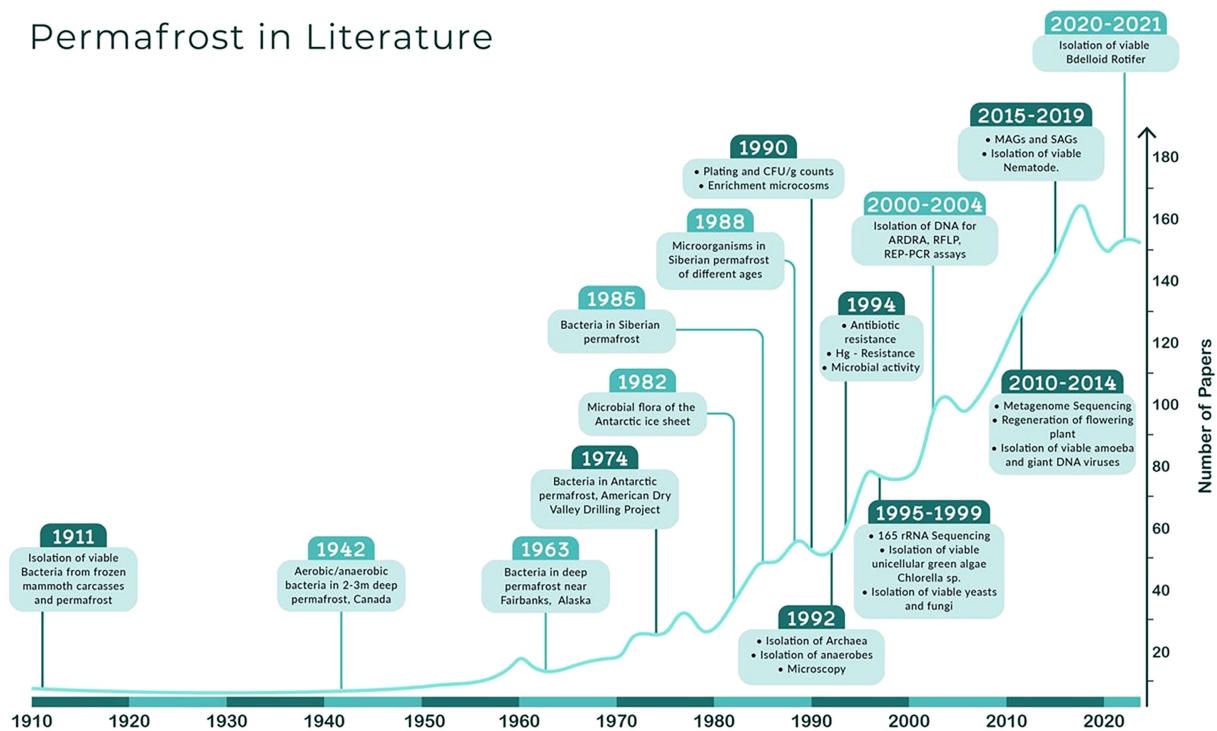 Permafrost in Literature
2020-2021
Isolation of viable
Bdelloid Rotifer
2015-2019
• MAGs and SAGs
• Isolation of viable
Nematode.
1990
• Plating and CFU/g counts
• Enrichment microcosms
2000-2004
Isolation of DNA for
ARDRA, RFLP,
REP-PCR assays
1988
Microorganisms in
Siberian permafrost
of different ages
1985
Bacteria in Siberian
permafrost
1994
• Antibiotic
resistance
• Hg - Resistance
• Microbial activity
1982
Microbial flora of the
Antarctic ice sheet
2010-2014
• Metagenome Sequencing
• Regeneration of flowering
plant
• Isolation of viable amoeba
and giant DNA viruses
1974
Bacteria in Antarctic
permafrost, American Dry
Valley Drilling Project
1995-1999
• 165 rRNA Sequencing
• Isolation of viable
unicellular green algae
Chlorella sp.
• Isolation of viable yeasts
and fungi
1911
Isolation of viable
Bacteria from frozen
mammoth carcasses
and permafrost
1942
Aerobic/anaerobic
bacteria in 2-3m deep
permafrost, Canada
1963
Bacteria in deep
permafrost near
Fairbanks, Alaska
1992
• Isolation of Archaea
• Isolation of anaerobes
• Microscopy
180
160
140
120
100
80
60
40
20
Number of Papers
1910 1920 1930 1940 1950 1960 1970 1980 1990 2000 2010 2020